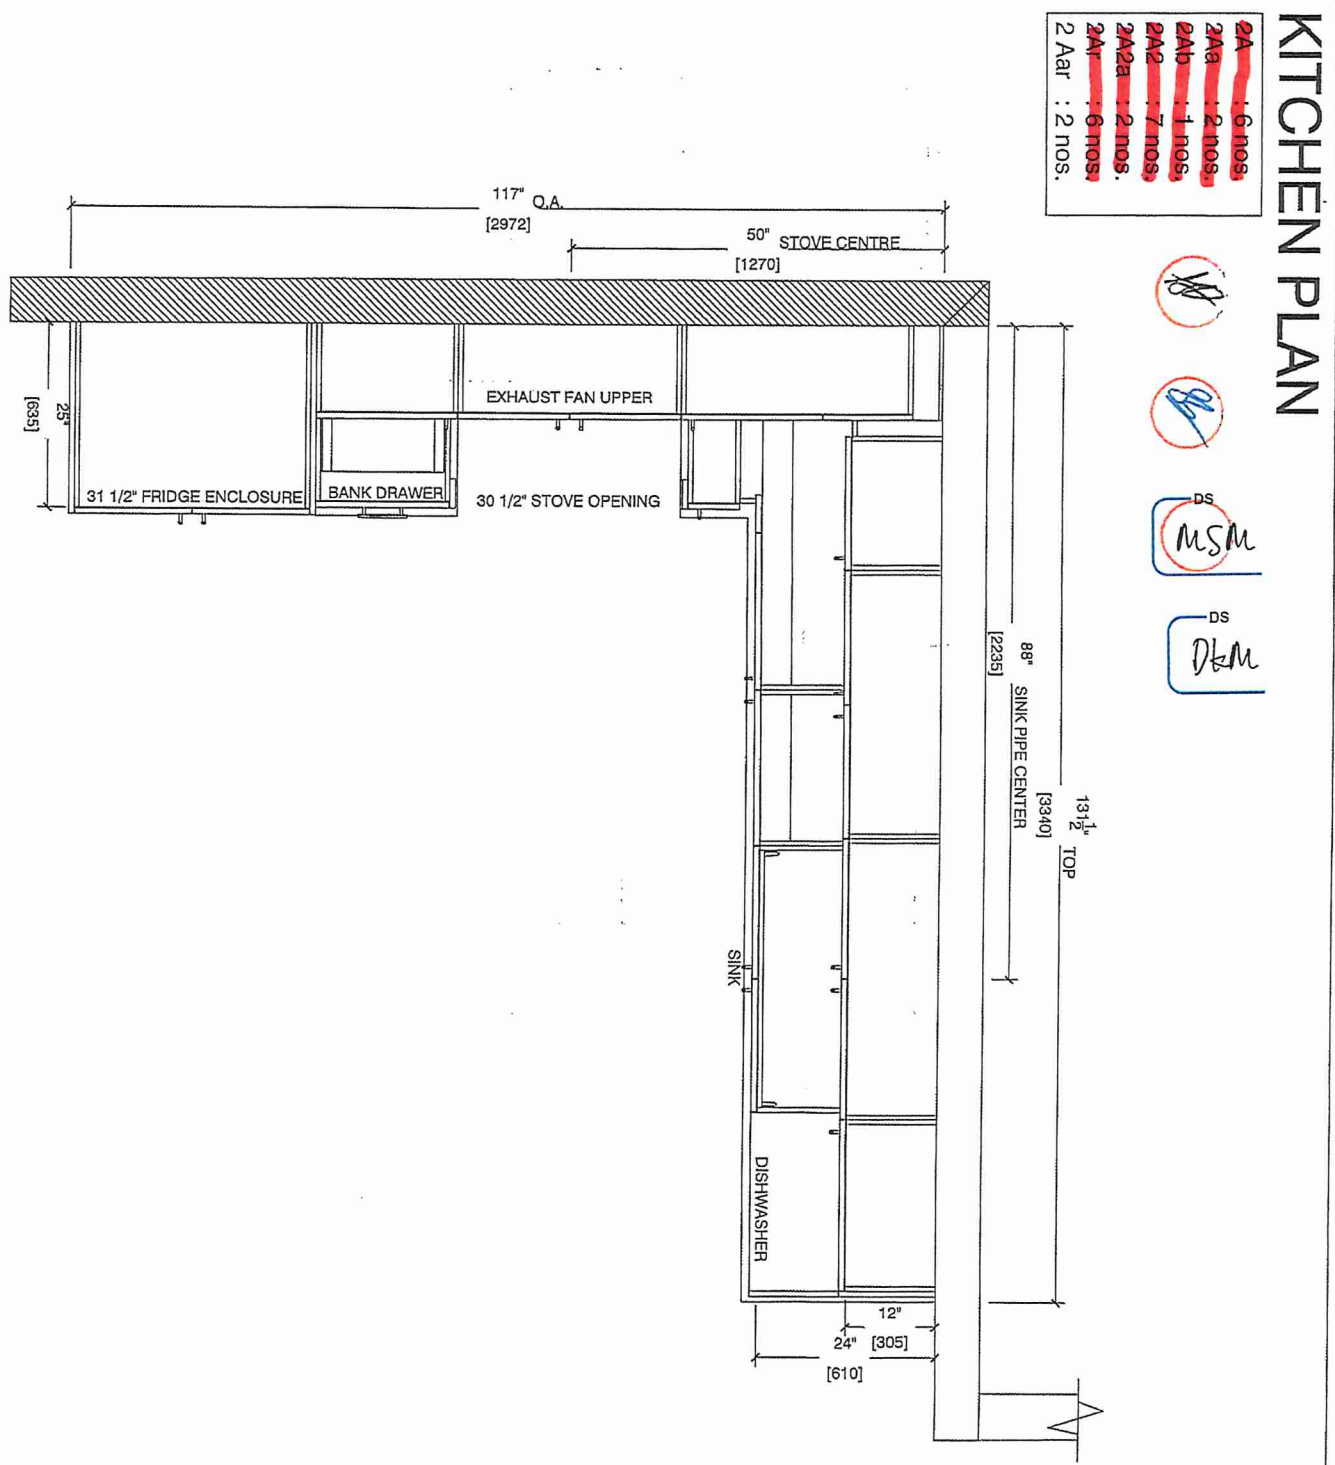 KITCHEN PLAN
2A : 6 nos.
2Aa : 2 nos.
2Ab : 1 nos.
2A2 : 7 nos.
2A2a : 2 nos.
2Ar : 6 nos.
2 Aar : 2 nos.
DS
MSM
DS
DkM
117" O.A.
[2972]
50" STOVE CENTRE
[1270]
EXHAUST FAN UPPER
25"
[635]
31 1/2" FRIDGE ENCLOSURE
BANK DRAWER
30 1/2" STOVE OPENING
88" SINK PIPE CENTER
[2235]
131 1/2" TOP
[3340]
SINK
DISHWASHER
12"
[305]
24"
[610]